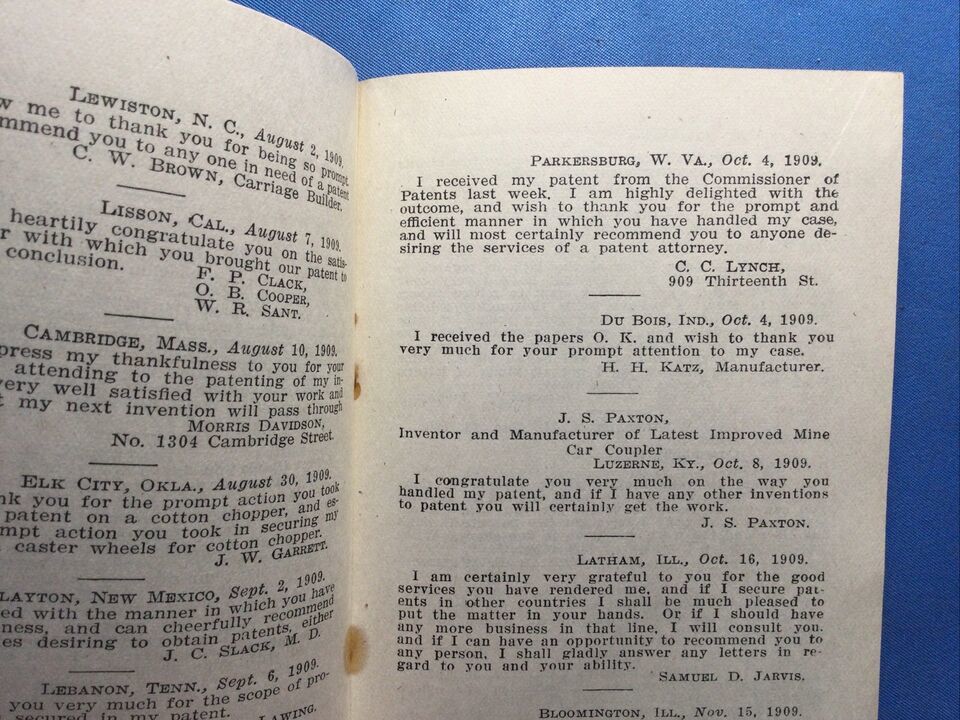 LEWISTON, N. C., August 2, 1909.
me to thank you for being so prompt
you to any one in need of a patent
C. W. BROWN, Carriage Builder.
LISSON, CAL., August 7, 1909.
heartily congratulate you on the satis-
with which you brought our patent to
conclusion.
F. P. CLACK,
O. B. COOPER,
W. R. SANT.
CAMBRIDGE, MASS., August 10, 1909.
my thankfulness to you for your
attending to the patenting of my in-
very well satisfied with your work and
my next invention will pass through
MORRIS DAVIDSON,
No. 1304 Cambridge Street.
ELK CITY, OKLA., August 30, 1909.
you for the prompt action you took
patent on a cotton chopper, and es-
action you took in securing my
caster wheels for cotton chopper.
J. W. GARRETT.
LAYTON, NEW MEXICO, Sept. 2, 1909.
with the manner in which you have
and can cheerfully recommend
desiring to obtain patents, either
J. C. SLACK, M. D.
LEBANON, TENN., Sept. 6, 1909.
you very much for the scope of pro-
secured in my patent.
LAWING.
PARKERSBURG, W. VA., Oct. 4, 1909.
I received my patent from the Commissioner of
Patents last week. I am highly delighted with the
outcome, and wish to thank you for the prompt and
efficient manner in which you have handled my case,
and will most certainly recommend you to anyone de-
siring the services of a patent attorney.
C. C. LYNCH,
909 Thirteenth St.
DU BOIS, IND., Oct. 4, 1909.
I received the papers O. K. and wish to thank you
very much for your prompt attention to my case.
H. H. KATZ, Manufacturer.
J. S. PAXTON,
Inventor and Manufacturer of Latest Improved Mine
Car Coupler
LUZERNE, KY., Oct. 8, 1909.
I congratulate you very much on the way you
handled my patent, and if I have any other inventions
to patent you will certainly get the work.
J. S. PAXTON.
LATHAM, ILL., Oct. 16, 1909.
I am certainly very grateful to you for the good
services you have rendered me, and if I secure pat-
ents in other countries I shall be much pleased to
put the matter in your hands. Or if I should have
any more business in that line, I will consult you.
and if I can have an opportunity to recommend you to
any person, I shall gladly answer any letters in re-
gard to you and your ability.
SAMUEL D. JARVIS.
BLOOMINGTON, ILL., Nov. 15, 1909.